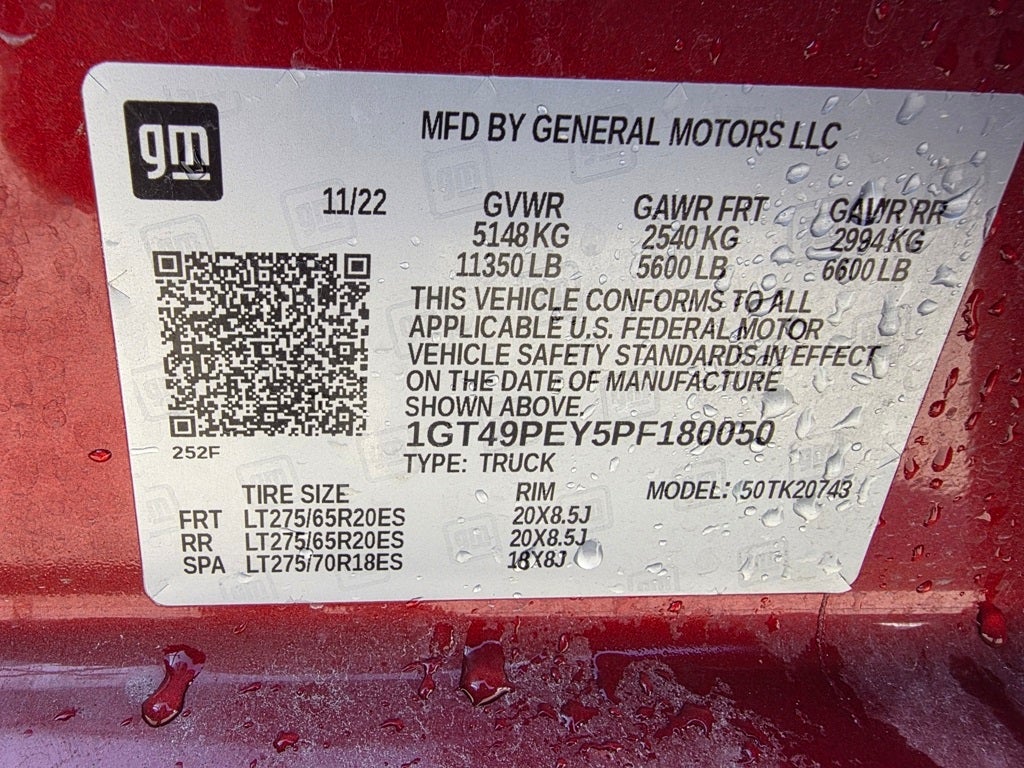 gm
MFD BY GENERAL MOTORS LLC
11/22 GVWR GAWR FRT GAWR RR
5148 KG 2540 KG 2994 KG
11350 LB 5600 LB 6600 LB
THIS VEHICLE CONFORMS TO ALL
APPLICABLE U.S. FEDERAL MOTOR
VEHICLE SAFETY STANDARDS IN EFFECT
ON THE DATE OF MANUFACTURE
SHOWN ABOVE.
1GT49PEY5PF180050
252F
TYPE: TRUCK
TIRE SIZE RIM MODEL: 50TK20743
FRT LT275/65R20ES 20X8.5J
RR LT275/65R20ES 20X8.5J
SPA LT275/70R18ES 18X8J